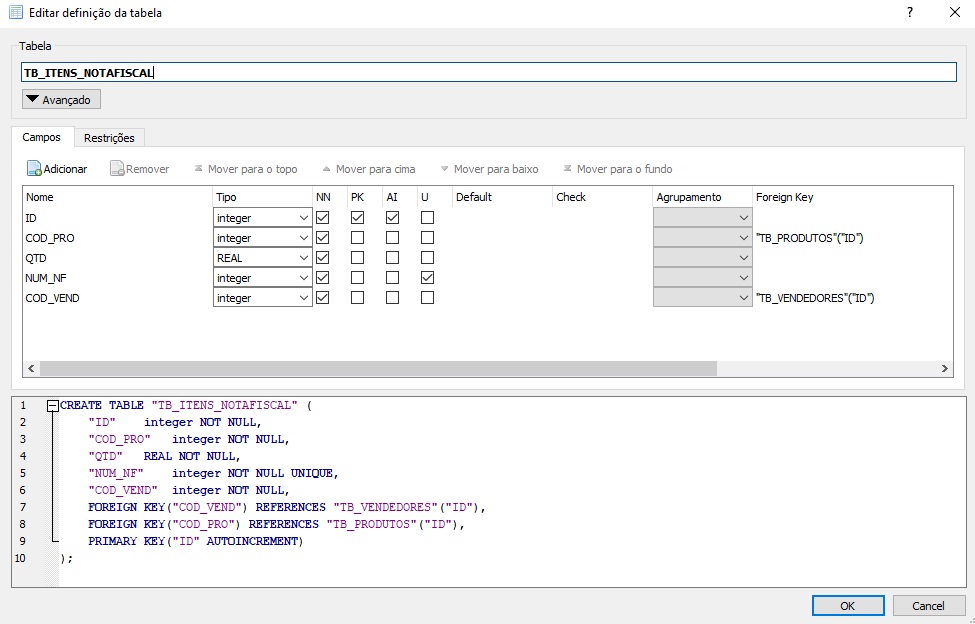 Editar definição da tabela
?
Tabela
TB_ITENS_NOTAFISCAL
Avançado
Campos Restrições
Adicionar Remover Mover para o topo Mover para cima Mover para baixo Mover para o fundo
Nome Tipo NN PK AI U Default Check Agrupamento Foreign Key
ID integer
COD_PRO integer "TB_PRODUTOS"("ID")
QTD REAL
NUM_NF integer
COD_VEND integer "TB_VENDEDORES"("ID")
1 CREATE TABLE "TB_ITENS_NOTAFISCAL" (
2 "ID" integer NOT NULL,
3 "COD_PRO" integer NOT NULL,
4 "QTD" REAL NOT NULL,
5 "NUM_NF" integer NOT NULL UNIQUE,
6 "COD_VEND" integer NOT NULL,
7 FOREIGN KEY("COD_VEND") REFERENCES "TB_VENDEDORES"("ID"),
8 FOREIGN KEY("COD_PRO") REFERENCES "TB_PRODUTOS"("ID"),
9 PRIMARY KEY("ID" AUTOINCREMENT)
10 );
OK Cancel